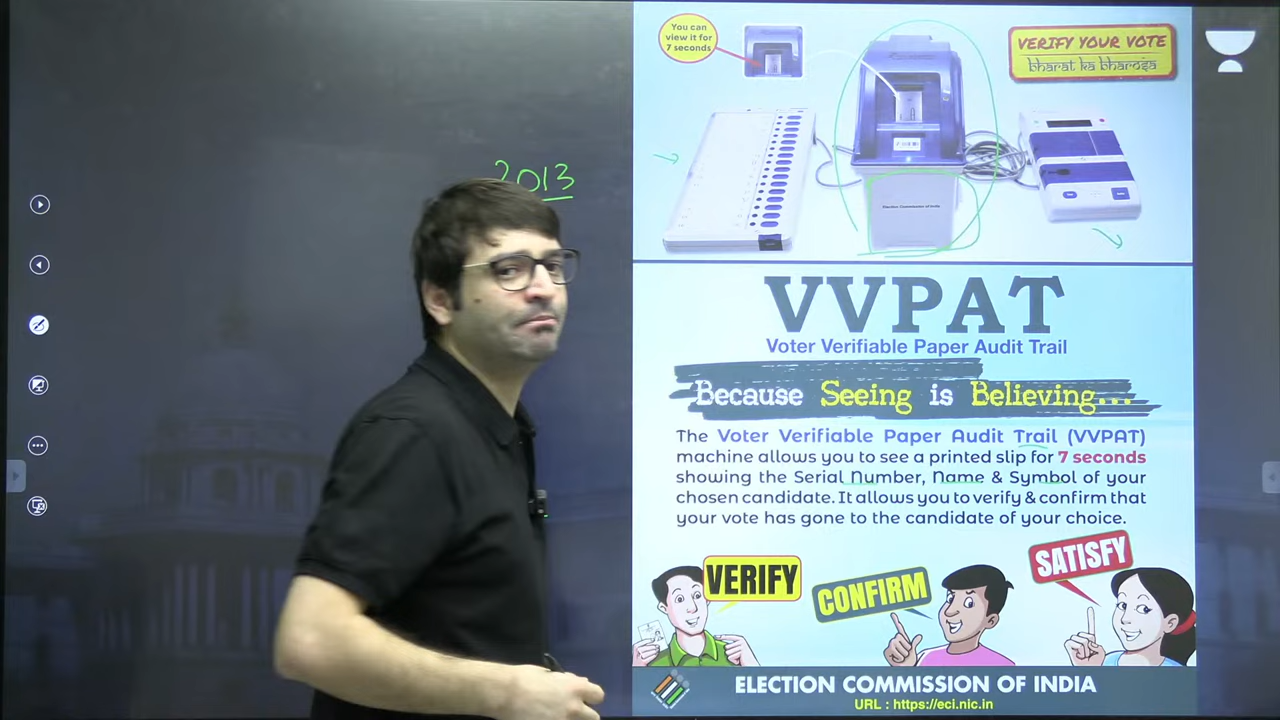 2013
You can
view it for
7 seconds
VERIFY YOUR VOTE
bharat ka bharosa
Election Commission of India
VVPAT
Voter Verifiable Paper Audit Trail
Because Seeing is Believing...
The Voter Verifiable Paper Audit Trail (VVPAT)
machine allows you to see a printed slip for 7 seconds
showing the Serial Number, Name & Symbol of your
chosen candidate. It allows you to verify & confirm that
your vote has gone to the candidate of your choice.
VERIFY
CONFIRM
SATISFY
ELECTION COMMISSION OF INDIA
URL : https://eci.nic.in